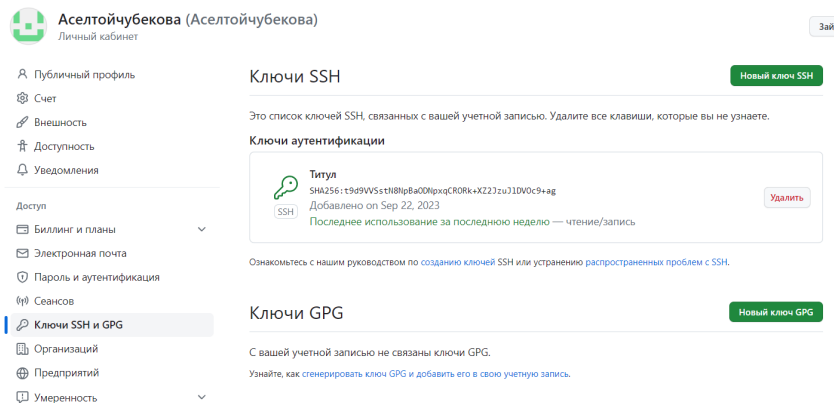 Аселтойчубекова (Аселтойчубекова)
Личный кабинет
Зай
Публичный профиль
Счет
Внешность
Доступность
Уведомления
Доступ
Биллинг и планы
Электронная почта
Пароль и аутентификация
Сеансов
Ключи SSH и GPG
Организаций
Предприятий
Умеренность
Ключи SSH
Новый ключ SSH
Это список ключей SSH, связанных с вашей учетной записью. Удалите все клавиши, которые вы не узнаете.
Ключи аутентификации
Титул
SHA256:t9d9VVSstN8NpBaODNpxqCRORk+XZ2JzuJ1DVOc9+ag
Добавлено on Sep 22, 2023
Последнее использование за последнюю неделю — чтение/запись
SSH
Удалить
Ознакомьтесь с нашим руководством по созданию ключей SSH или устранению распространенных проблем с SSH.
Ключи GPG
Новый ключ GPG
С вашей учетной записью не связаны ключи GPG.
Узнайте, как сгенерировать ключ GPG и добавить его в свою учетную запись.